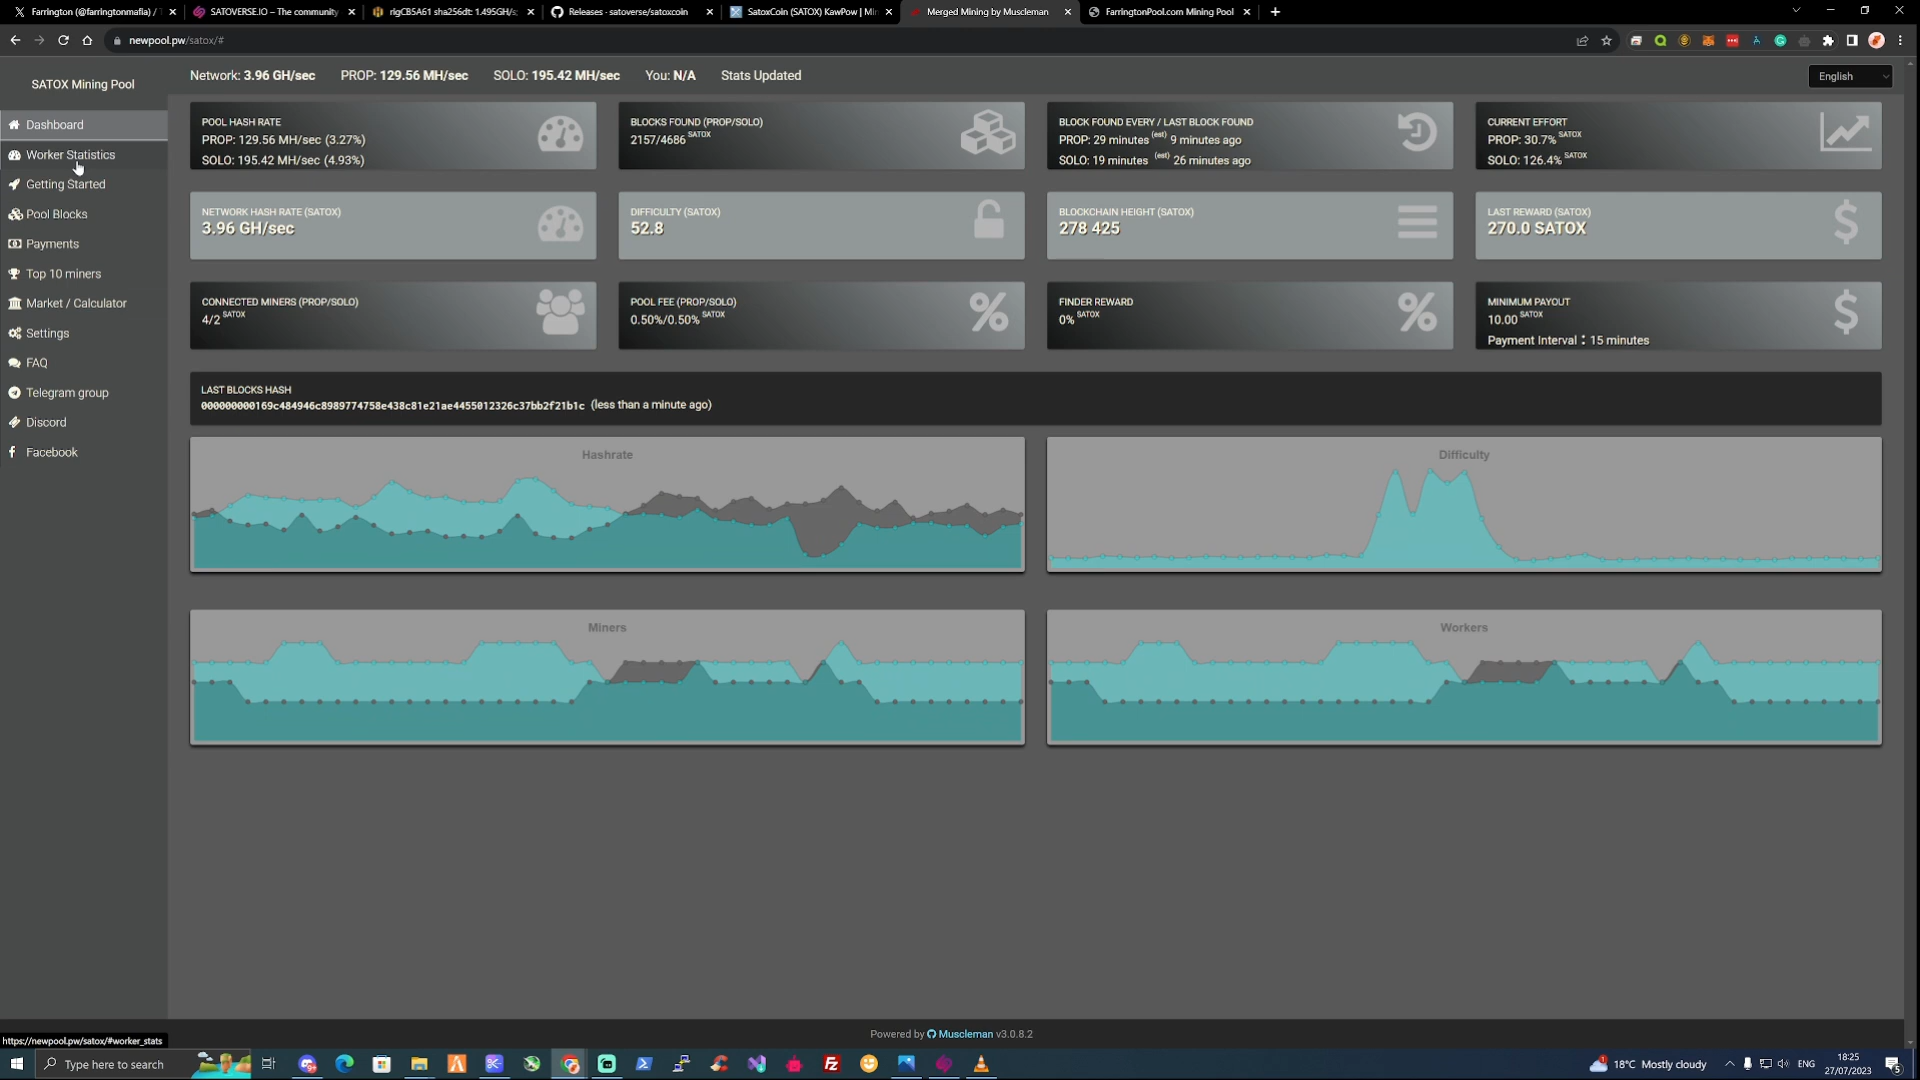 Farrington (@farringtonmafia) / T
SATOVERSE.IO – The community
rigCB5A61 sha256dt: 1.495GH/s;
Releases · satoverse/satoxcoin
SatoxCoin (SATOX) KawPow | Min
Merged Mining by Muscleman
FarringtonPool.com Mining Pool
newpool.pw/satox/#
SATOX Mining Pool
Network: 3.96 GH/sec PROP: 129.56 MH/sec SOLO: 195.42 MH/sec You: N/A Stats Updated
English
Dashboard
Worker Statistics
Getting Started
Pool Blocks
Payments
Top 10 miners
Market / Calculator
Settings
FAQ
Telegram group
Discord
Facebook
POOL HASH RATE
PROP: 129.56 MH/sec (3.27%)
SOLO: 195.42 MH/sec (4.93%)
BLOCKS FOUND (PROP/SOLO)
2157/4686 SATOX
BLOCK FOUND EVERY / LAST BLOCK FOUND
PROP: 29 minutes (est) 9 minutes ago
SOLO: 19 minutes (est) 26 minutes ago
CURRENT EFFORT
PROP: 30.7% SATOX
SOLO: 126.4% SATOX
NETWORK HASH RATE (SATOX)
3.96 GH/sec
DIFFICULTY (SATOX)
52.8
BLOCKCHAIN HEIGHT (SATOX)
278 425
LAST REWARD (SATOX)
270.0 SATOX
CONNECTED MINERS (PROP/SOLO)
4/2 SATOX
POOL FEE (PROP/SOLO)
0.50%/0.50% SATOX
FINDER REWARD
0% SATOX
MINIMUM PAYOUT
10.00 SATOX
Payment Interval : 15 minutes
LAST BLOCKS HASH
000000000169c484946c8989774758e438c81e21ae4455012326c37bb2f21b1c (less than a minute ago)
Hashrate
Difficulty
Miners
Workers
Powered by Muscleman v3.0.8.2
https://newpool.pw/satox/#worker_stats
Type here to search
18°C Mostly cloudy
ENG
18:25
27/07/2023
5